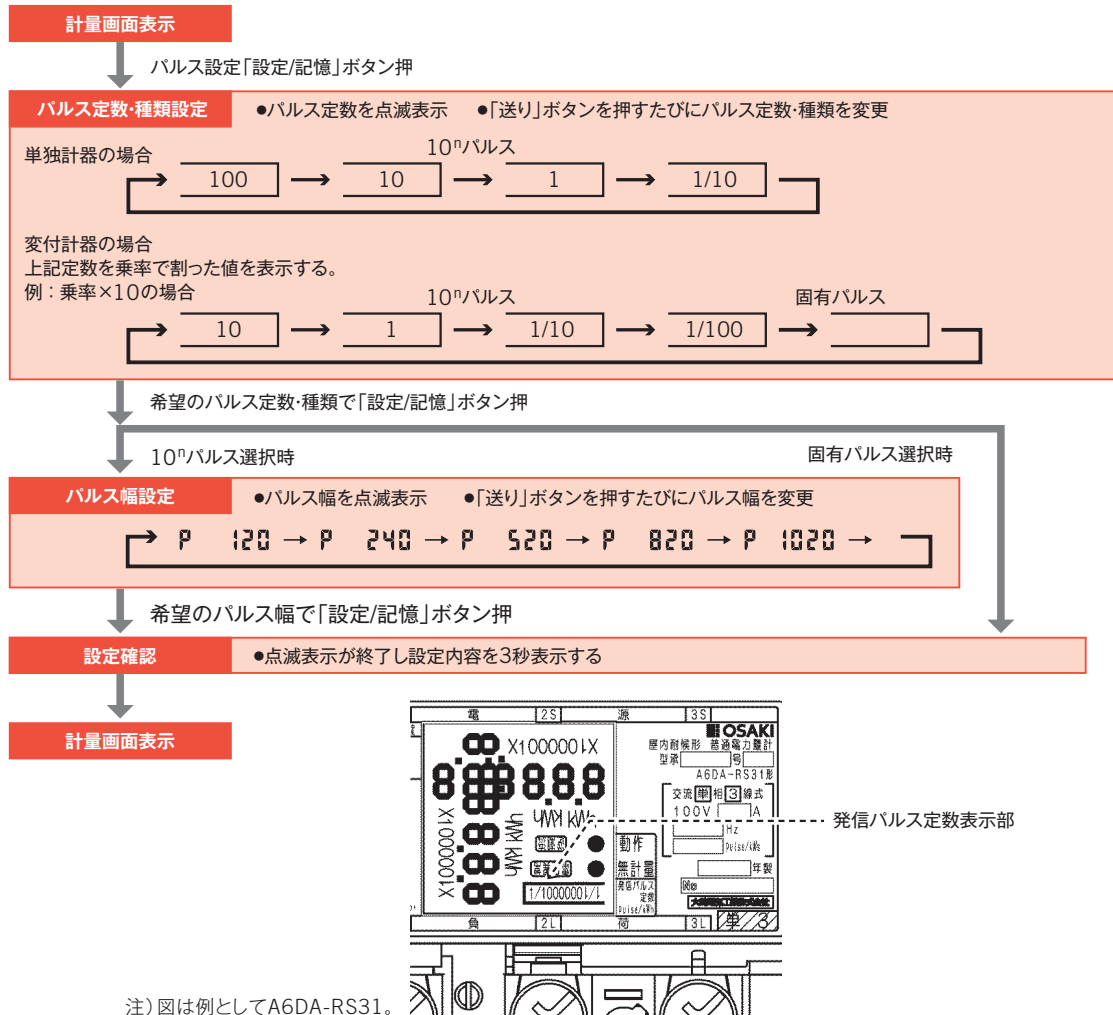 計量画面表示
パルス設定「設定/記憶」ボタン押
パルス定数・種類設定 ●パルス定数を点滅表示 ●「送り」ボタンを押すたびにパルス定数・種類を変更
単独計器の場合 10ⁿパルス
100 → 10 → 1 → 1/10
変付計器の場合
上記定数を乗率で割った値を表示する。
例：乗率×10の場合 10ⁿパルス 固有パルス
10 → 1 → 1/10 → 1/100 →
希望のパルス定数・種類で「設定/記憶」ボタン押
10ⁿパルス選択時 固有パルス選択時
パルス幅設定 ●パルス幅を点滅表示 ●「送り」ボタンを押すたびにパルス幅を変更
P 120 → P 240 → P 520 → P 820 → P 1020 →
希望のパルス幅で「設定/記憶」ボタン押
設定確認 ●点滅表示が終了し設定内容を3秒表示する
計量画面表示
電 2S 源 3S
OSAKI
屋内耐候形 普通電力量計
型承 号
A6DA-RS31形
交流 単 相 3 線式
100V A
Hz
Pulse/kWs
年製
No
動作
無計量
発信パルス
定数
Pulse/kWh
負 2L 荷 3L 単3
発信パルス定数表示部
注）図は例としてA6DA-RS31。